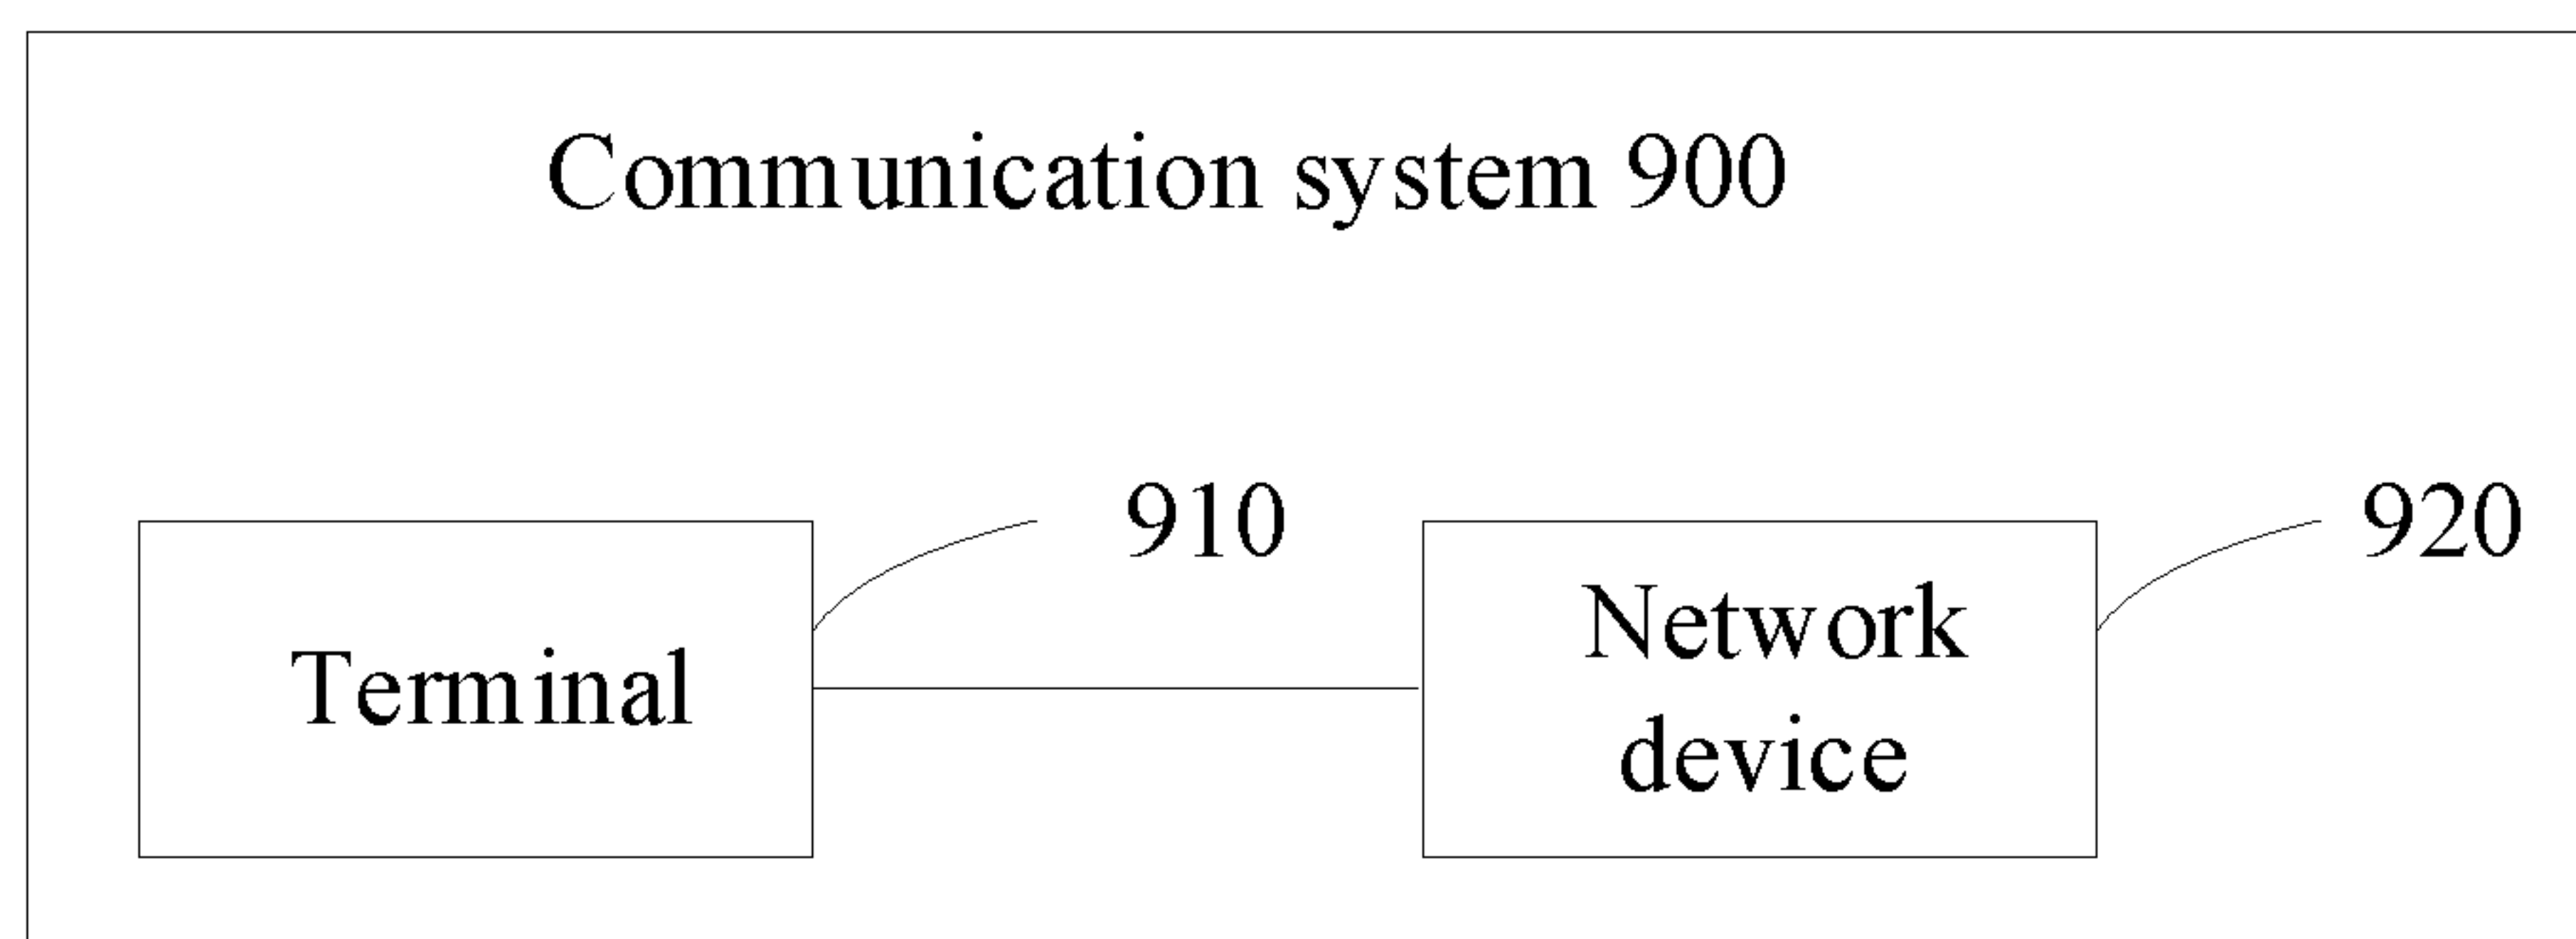 Communication system 900
910
920
Terminal
Network
device